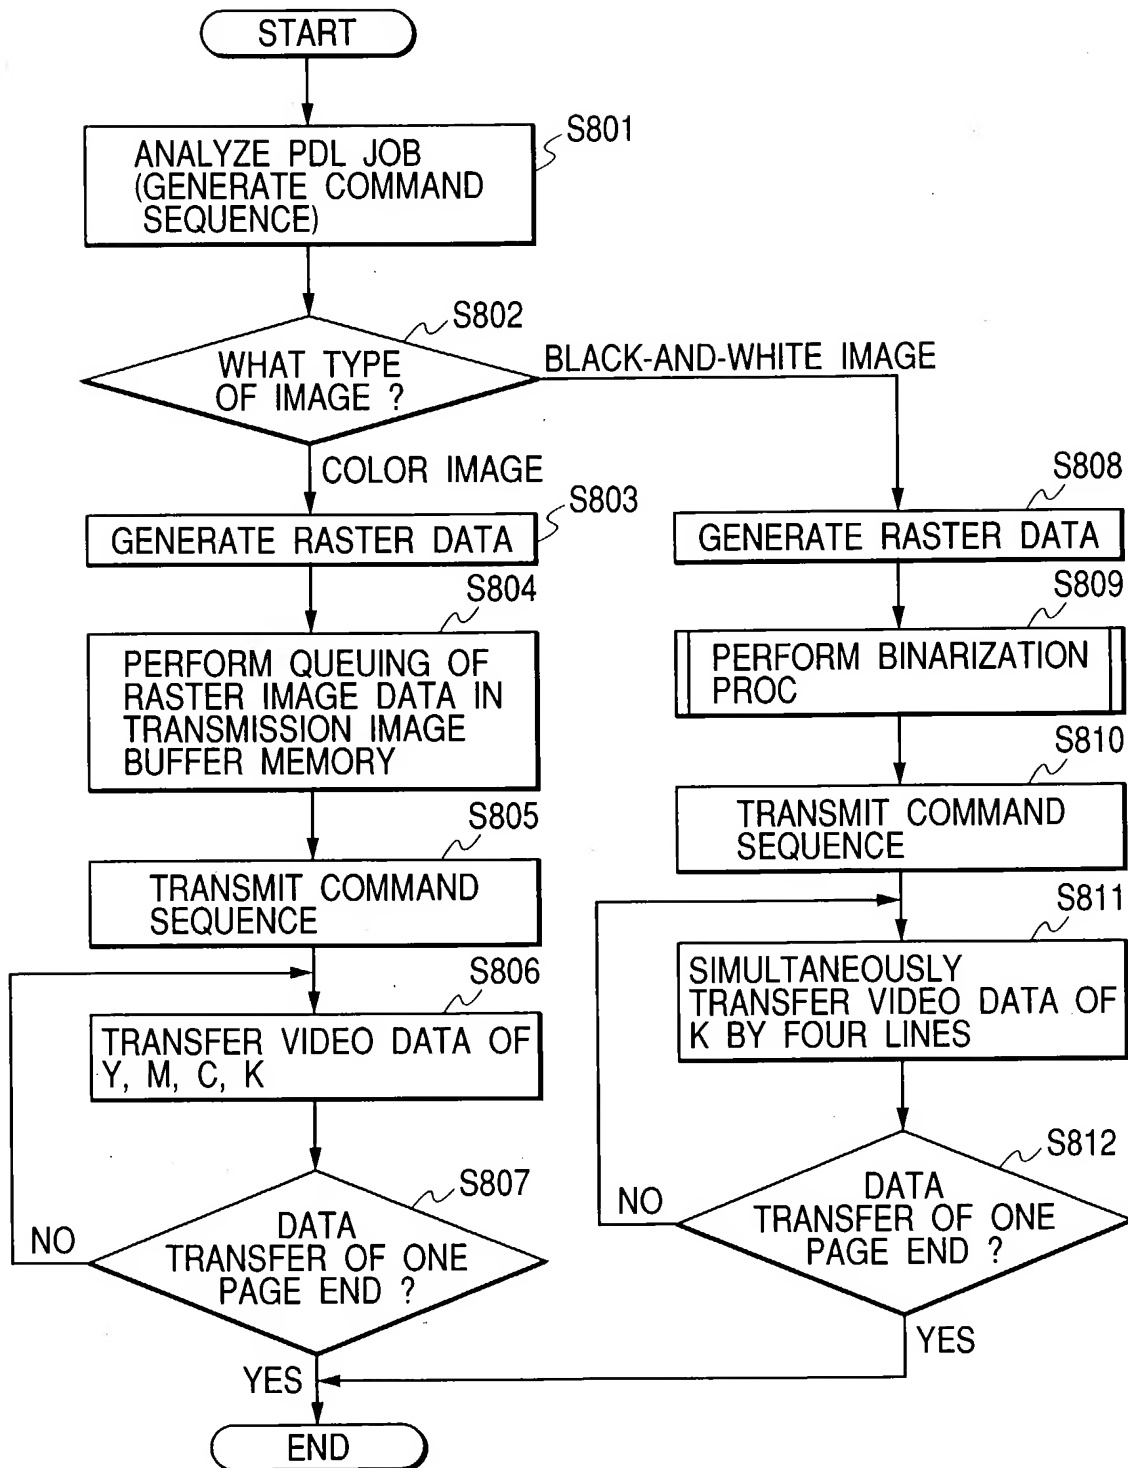 START
S801
ANALYZE PDL JOB
(GENERATE COMMAND
SEQUENCE)
S802
WHAT TYPE
OF IMAGE ?
BLACK-AND-WHITE IMAGE
COLOR IMAGE
S803
GENERATE RASTER DATA
S804
PERFORM QUEUING OF
RASTER IMAGE DATA IN
TRANSMISSION IMAGE
BUFFER MEMORY
S805
TRANSMIT COMMAND
SEQUENCE
S806
TRANSFER VIDEO DATA OF
Y, M, C, K
S807
DATA
TRANSFER OF ONE
PAGE END ?
NO
YES
S808
GENERATE RASTER DATA
S809
PERFORM BINARIZATION
PROC
S810
TRANSMIT COMMAND
SEQUENCE
S811
SIMULTANEOUSLY
TRANSFER VIDEO DATA OF
K BY FOUR LINES
S812
DATA
TRANSFER OF ONE
PAGE END ?
NO
YES
END